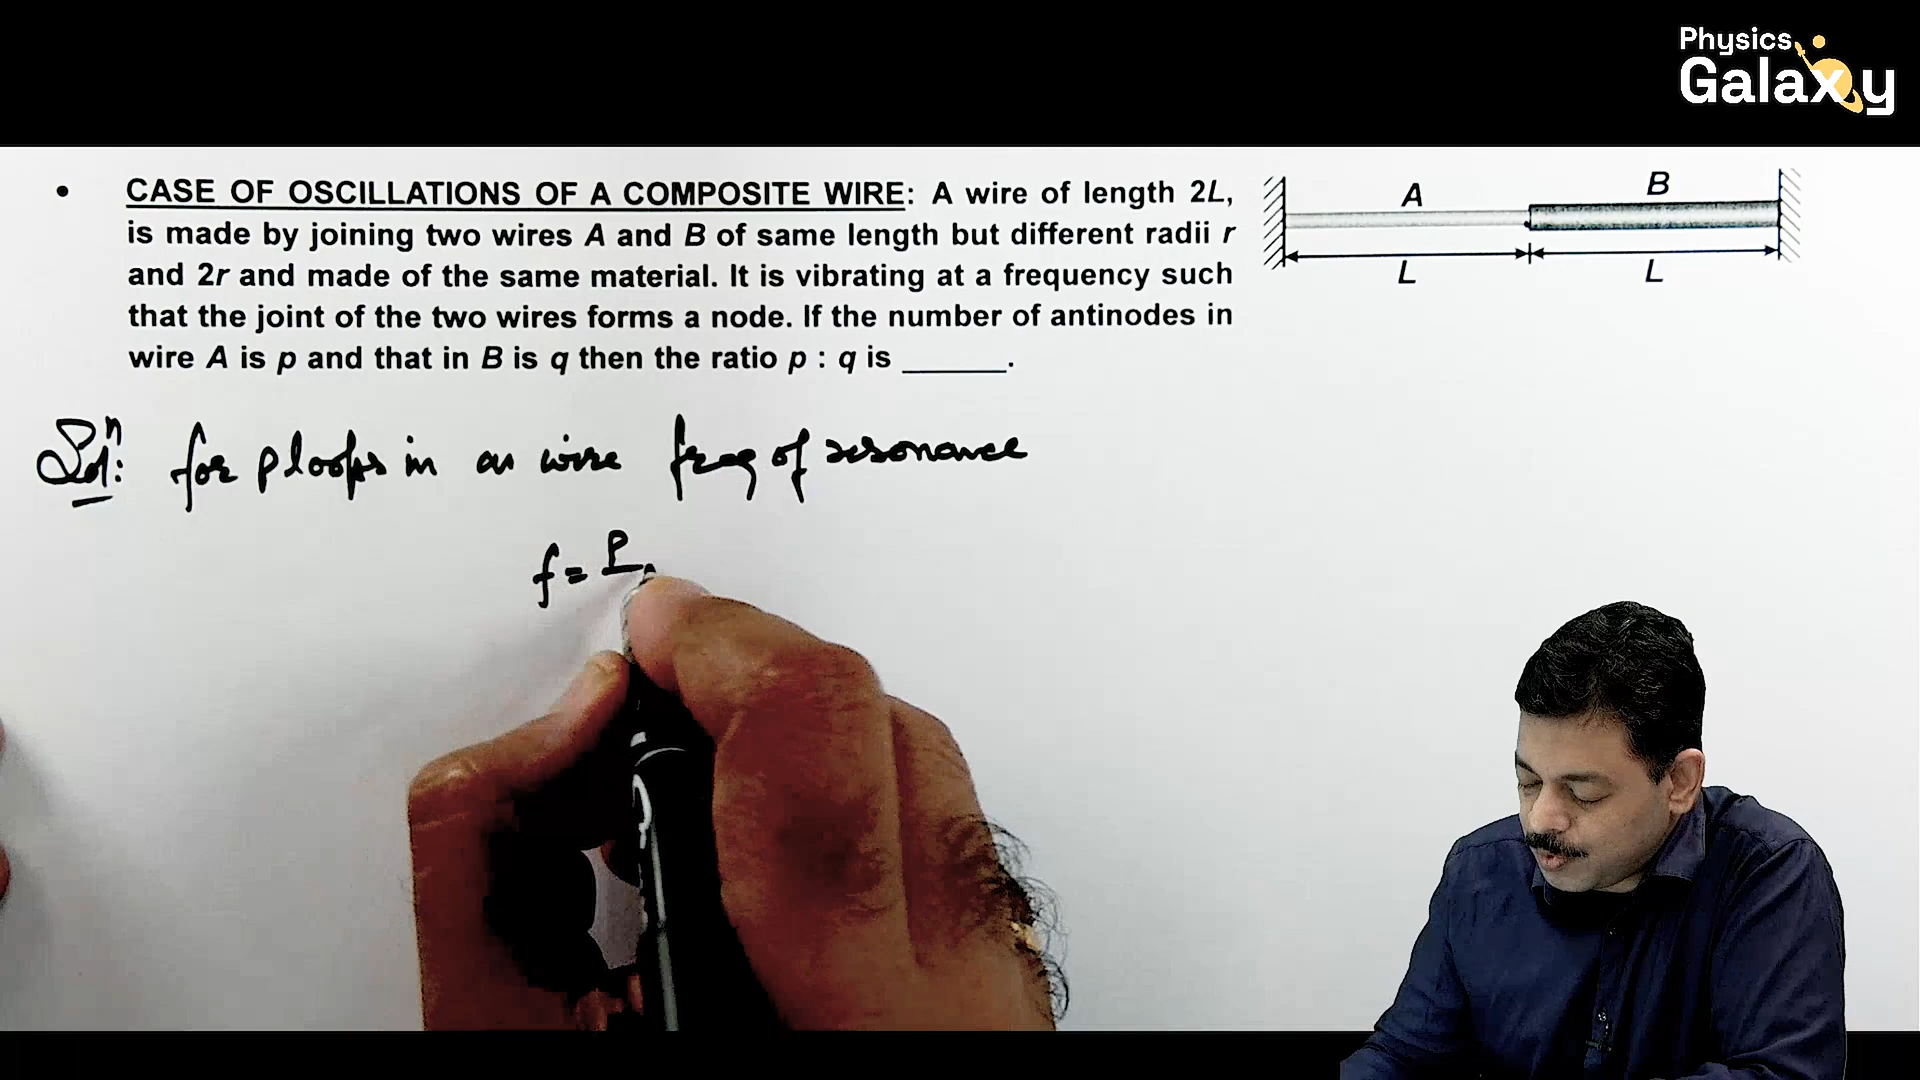 Physics
Galaxy
• CASE OF OSCILLATIONS OF A COMPOSITE WIRE: A wire of length 2L,
is made by joining two wires A and B of same length but different radii r
and 2r and made of the same material. It is vibrating at a frequency such
that the joint of the two wires forms a node. If the number of antinodes in
wire A is p and that in B is q then the ratio p : q is ______.
A
B
L
L
Solⁿ: for p loops in a wire freq of resonance
f = p